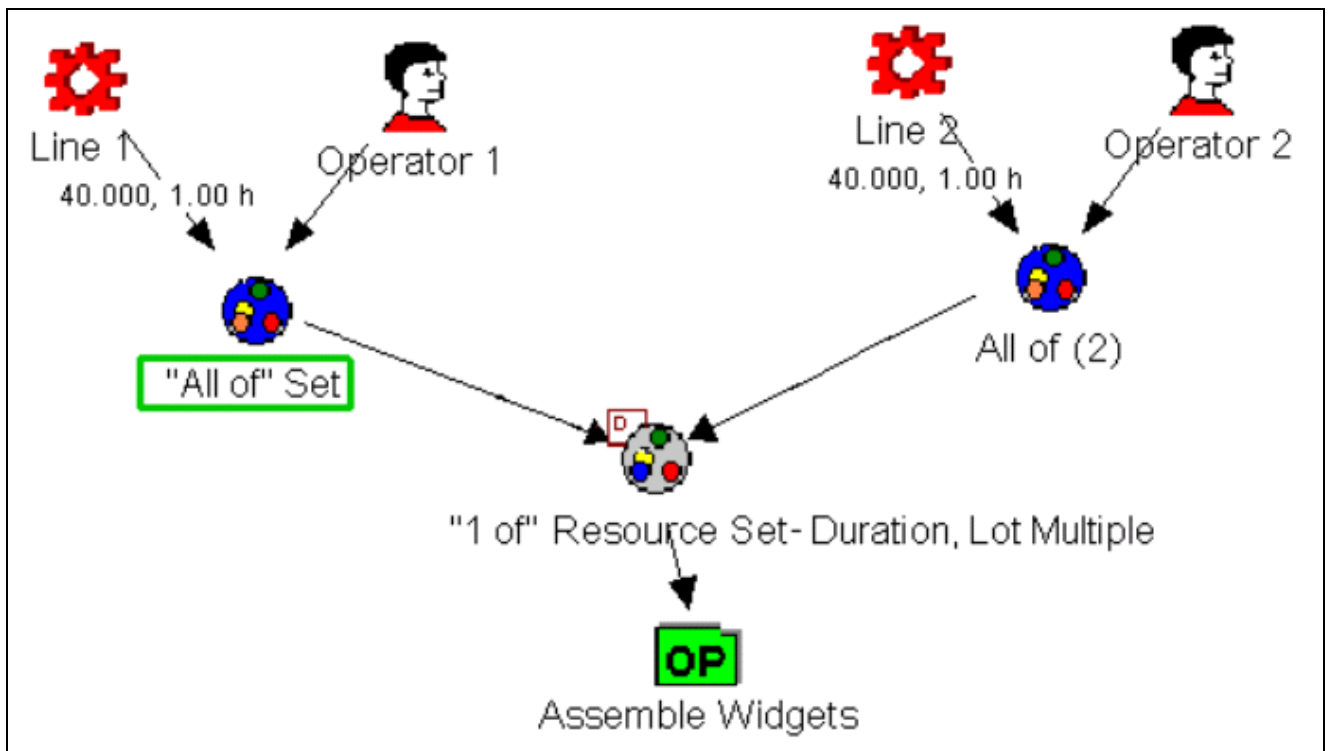 Line 1
Operator 1
40.000, 1.00 h
Line 2
Operator 2
40.000, 1.00 h
"All of" Set
All of (2)
D
"1 of" Resource Set- Duration, Lot Multiple
OP
Assemble Widgets